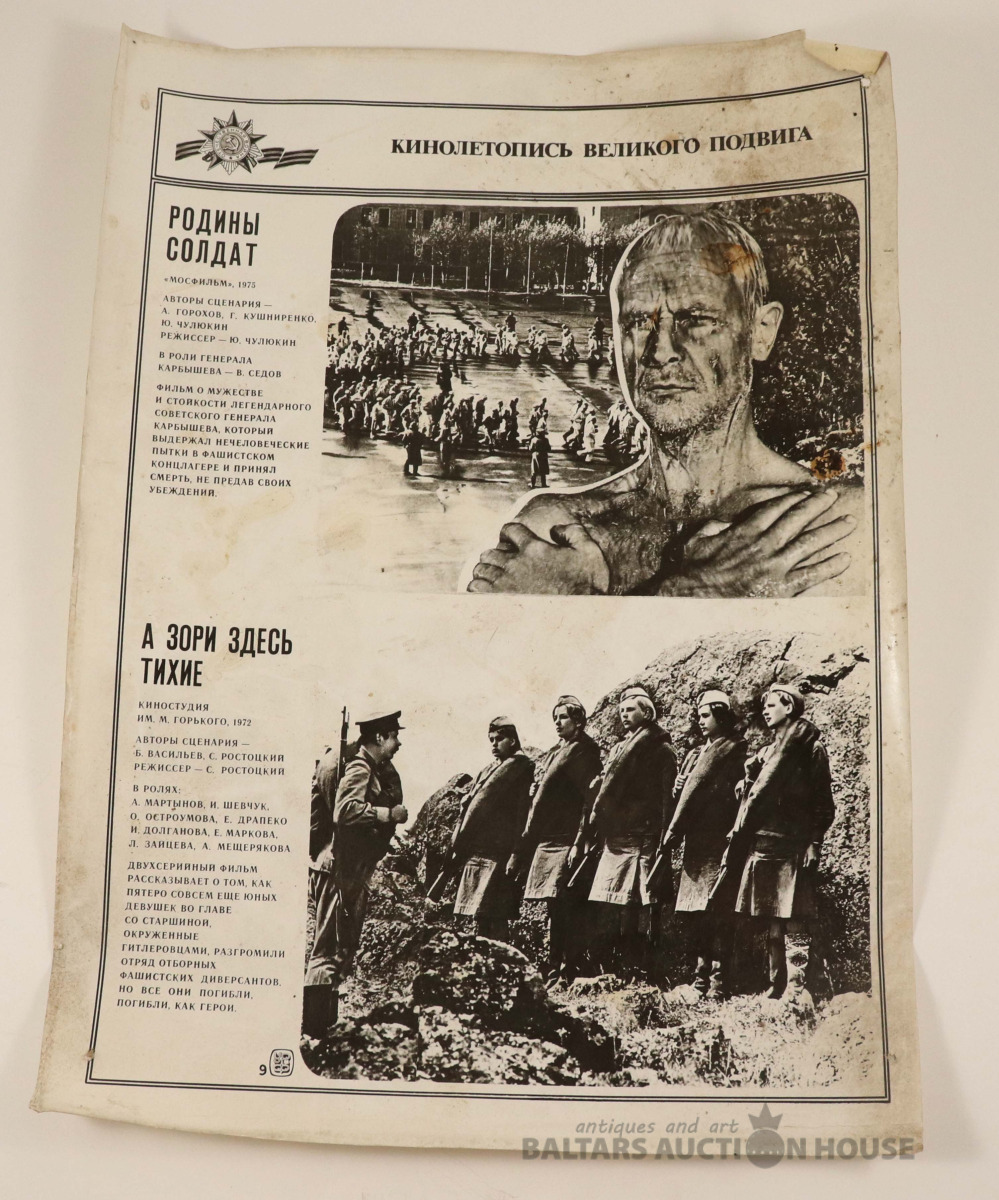 КИНОЛЕТОПИСЬ ВЕЛИКОГО ПОДВИГА
РОДИНЫ
СОЛДАТ
«МОСФИЛЬМ», 1975
АВТОРЫ СЦЕНАРИЯ —
А. ГОРОХОВ, Г. КУШНИРЕНКО,
Ю. ЧУЛЮКИН
РЕЖИССЕР — Ю. ЧУЛЮКИН
В РОЛИ ГЕНЕРАЛА
КАРБЫШЕВА — В. СЕДОВ
ФИЛЬМ О МУЖЕСТВЕ
И СТОЙКОСТИ ЛЕГЕНДАРНОГО
СОВЕТСКОГО ГЕНЕРАЛА
КАРБЫШЕВА, КОТОРЫЙ
ВЫДЕРЖАЛ НЕЧЕЛОВЕЧЕСКИЕ
ПЫТКИ В ФАШИСТСКОМ
КОНЦЛАГЕРЕ И ПРИНЯЛ
СМЕРТЬ, НЕ ПРЕДАВ СВОИХ
УБЕЖДЕНИЙ.
А ЗОРИ ЗДЕСЬ
ТИХИЕ
КИНОСТУДИЯ
ИМ. М. ГОРЬКОГО, 1972
АВТОРЫ СЦЕНАРИЯ —
Б. ВАСИЛЬЕВ, С. РОСТОЦКИЙ
РЕЖИССЕР — С. РОСТОЦКИЙ
В РОЛЯХ:
А. МАРТЫНОВ, И. ШЕВЧУК,
О. ОСТРОУМОВА, Е. ДРАПЕКО
И. ДОЛГАНОВА, Е. МАРКОВА,
Л. ЗАЙЦЕВА, А. МЕЩЕРЯКОВА
ДВУХСЕРИЙНЫЙ ФИЛЬМ
РАССКАЗЫВАЕТ О ТОМ, КАК
ПЯТЕРО СОВСЕМ ЕЩЕ ЮНЫХ
ДЕВУШЕК ВО ГЛАВЕ
СО СТАРШИНОЙ,
ОКРУЖЕННЫЕ
ГИТЛЕРОВЦАМИ, РАЗГРОМИЛИ
ОТРЯД ОТБОРНЫХ
ФАШИСТСКИХ ДИВЕРСАНТОВ,
НО ВСЕ ОНИ ПОГИБЛИ,
ПОГИБЛИ, КАК ГЕРОИ.
9
antiques and art
BALTARS AUCTION HOUSE